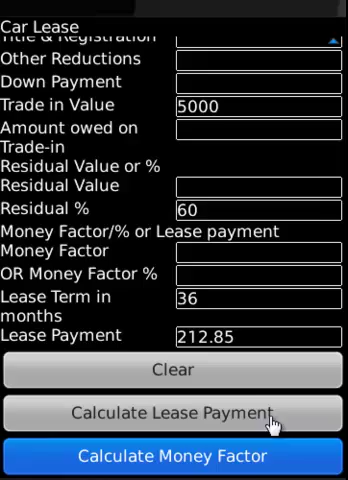 Car Lease
Title & Registration
Other Reductions
Down Payment
Trade in Value 5000
Amount owed on
Trade-in
Residual Value or %
Residual Value
Residual % 60
Money Factor/% or Lease payment
Money Factor
OR Money Factor %
Lease Term in 36
months
Lease Payment 212.85
Clear
Calculate Lease Payment
Calculate Money Factor